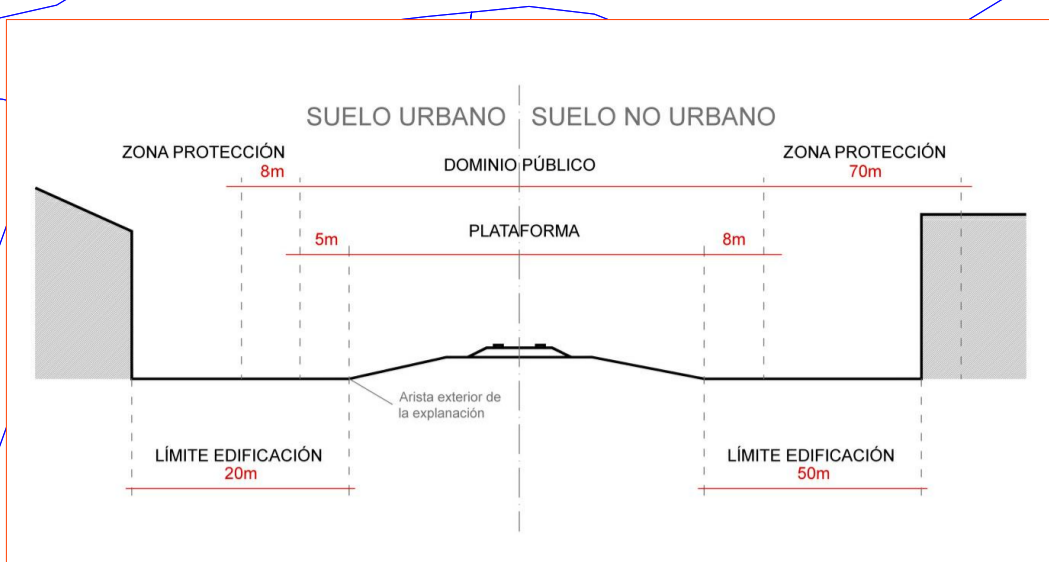 SUELO URBANO
SUELO NO URBANO
ZONA PROTECCIÓN
8m
DOMINIO PÚBLICO
ZONA PROTECCIÓN
70m
5m
PLATAFORMA
8m
Arista exterior de
la explanación
LÍMITE EDIFICACIÓN
20m
LÍMITE EDIFICACIÓN
50m